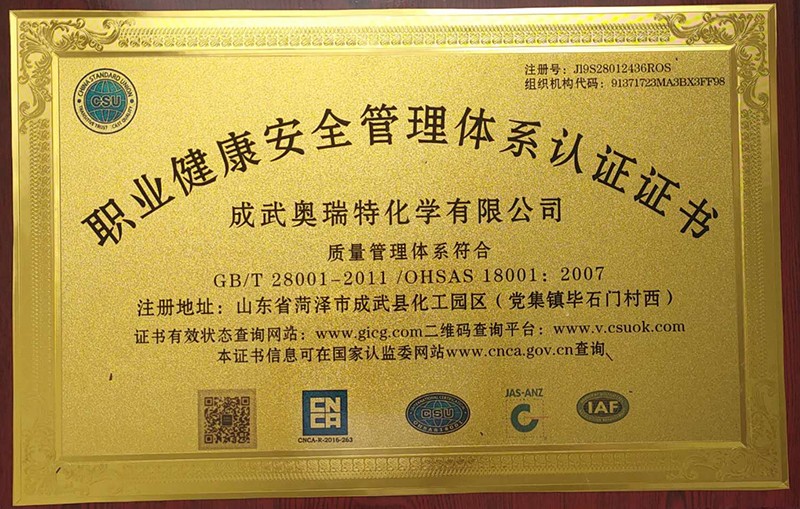 注册号：J19S28012436ROS
组织机构代码：91371723MA3BX3FF98
CHINA STANDARD UNION
CSU
职业健康安全管理体系认证证书
成武奥瑞特化学有限公司
质量管理体系符合
GB/T 28001-2011 /OHSAS 18001：2007
注册地址：山东省菏泽市成武县化工园区（党集镇毕石门村西）
证书有效状态查询网站：www.gicg.com二维码查询平台：www.v.csuok.com
本证书信息可在国家认监委网站www.cnca.gov.cn查询
CNCA
CNCA-R-2016-263
CSU
JAS-ANZ
IAF